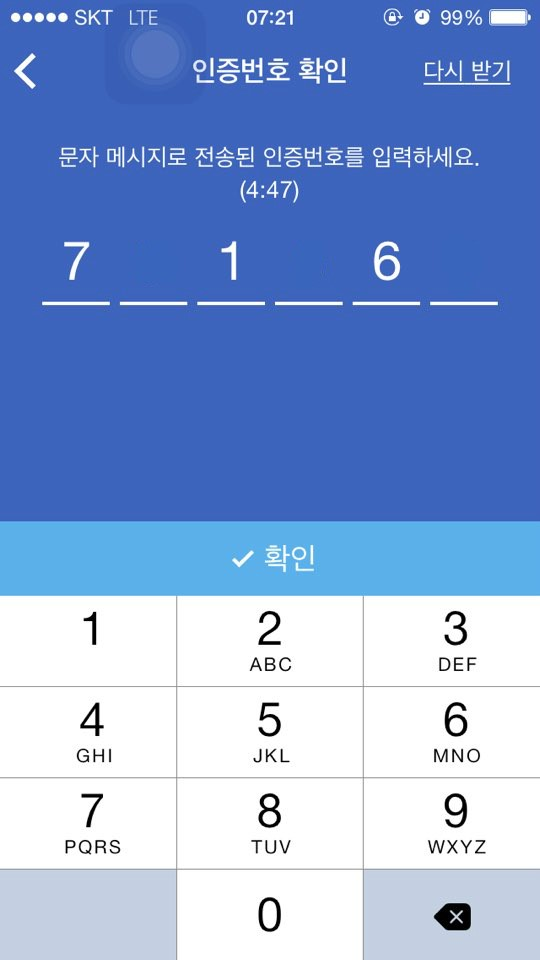 SKT LTE 07:21 99%
인증번호 확인 다시 받기
문자 메시지로 전송된 인증번호를 입력하세요.
(4:47)
7 1 6
확인
1 2 3
ABC DEF
4 5 6
GHI JKL MNO
7 8 9
PQRS TUV WXYZ
0